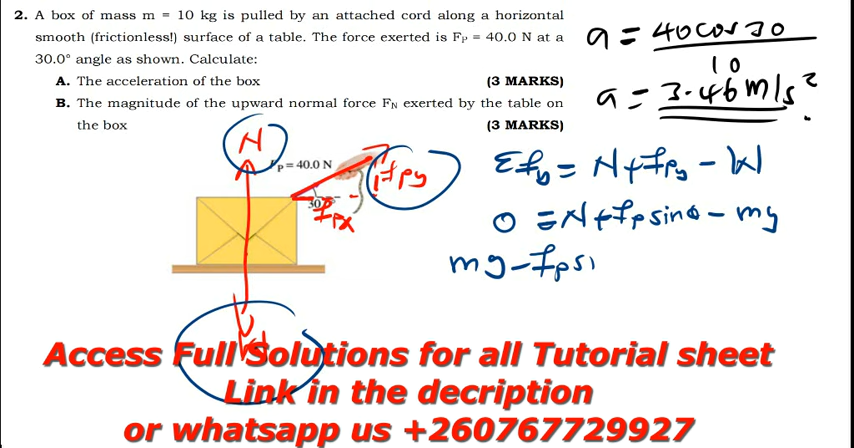 2. A box of mass m = 10 kg is pulled by an attached cord along a horizontal
smooth (frictionless!) surface of a table. The force exerted is FP = 40.0 N at a
30.0° angle as shown. Calculate:
A. The acceleration of the box (3 MARKS)
B. The magnitude of the upward normal force FN exerted by the table on
the box (3 MARKS)
a = 40cos30
10
a = 3.46m/s²
N
P = 40.0 N
fpy
30
fpx
Σfy = N + fpy - W
0 = N + fp sinθ - mg
mg - fpsi
Access Full Solutions for all Tutorial sheet
Link in the decription
or whatsapp us +260767729927